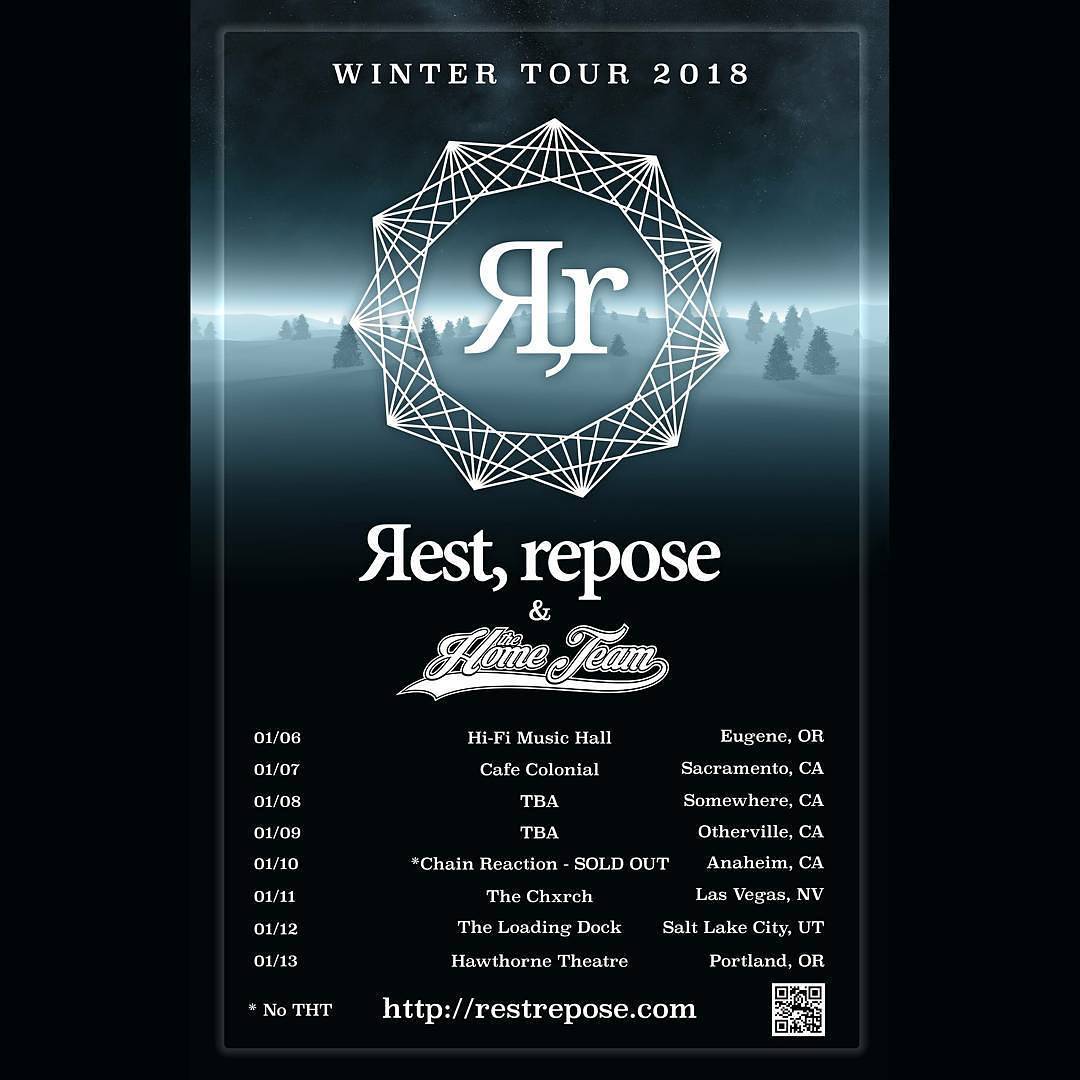 WINTER TOUR 2018
Я,r
Яest, repose
&
the Home Team
01/06 Hi-Fi Music Hall Eugene, OR
01/07 Cafe Colonial Sacramento, CA
01/08 TBA Somewhere, CA
01/09 TBA Otherville, CA
01/10 *Chain Reaction - SOLD OUT Anaheim, CA
01/11 The Chxrch Las Vegas, NV
01/12 The Loading Dock Salt Lake City, UT
01/13 Hawthorne Theatre Portland, OR
* No THT http://restrepose.com